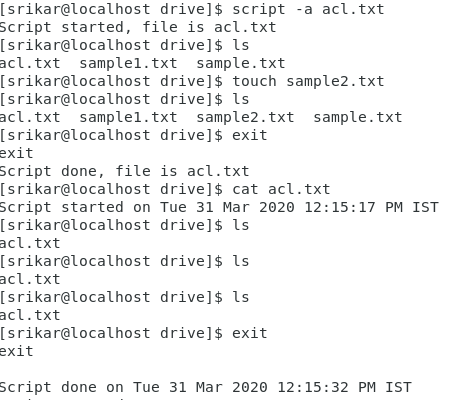 [srikar@localhost drive]$ script -a acl.txt
Script started, file is acl.txt
[srikar@localhost drive]$ ls
acl.txt  sample1.txt  sample.txt
[srikar@localhost drive]$ touch sample2.txt
[srikar@localhost drive]$ ls
acl.txt  sample1.txt  sample2.txt  sample.txt
[srikar@localhost drive]$ exit
exit
Script done, file is acl.txt
[srikar@localhost drive]$ cat acl.txt
Script started on Tue 31 Mar 2020 12:15:17 PM IST
[srikar@localhost drive]$ ls
acl.txt
[srikar@localhost drive]$ ls
acl.txt
[srikar@localhost drive]$ ls
acl.txt
[srikar@localhost drive]$ exit
exit

Script done on Tue 31 Mar 2020 12:15:32 PM IST